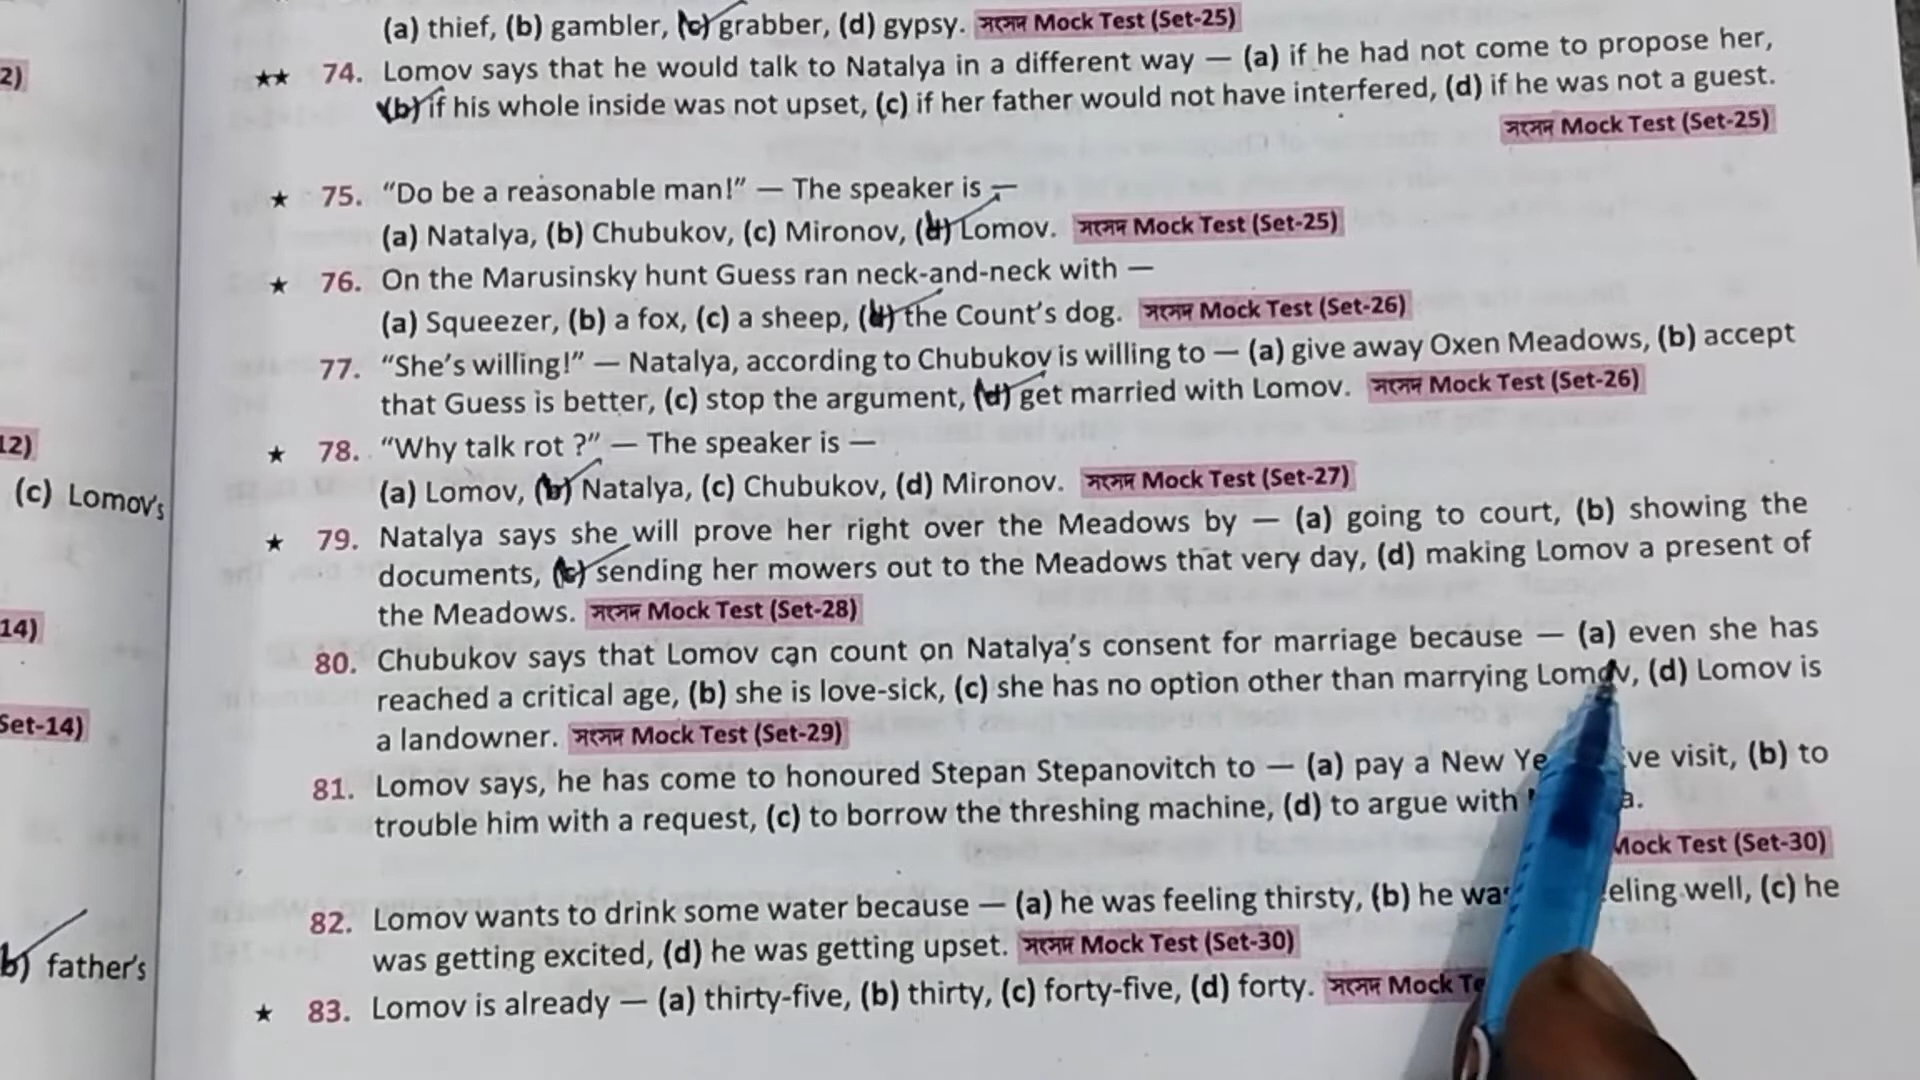 (a) thief, (b) gambler, (c) grabber, (d) gypsy. সংসদ Mock Test (Set-25)
2)
★★ 74. Lomov says that he would talk to Natalya in a different way — (a) if he had not come to propose her,
(b) if his whole inside was not upset, (c) if her father would not have interfered, (d) if he was not a guest.
সংসদ Mock Test (Set-25)
★ 75. “Do be a reasonable man!” — The speaker is —
(a) Natalya, (b) Chubukov, (c) Mironov, (d) Lomov. সংসদ Mock Test (Set-25)
★ 76. On the Marusinsky hunt Guess ran neck-and-neck with —
(a) Squeezer, (b) a fox, (c) a sheep, (d) the Count’s dog. সংসদ Mock Test (Set-26)
77. “She’s willing!” — Natalya, according to Chubukov is willing to — (a) give away Oxen Meadows, (b) accept
that Guess is better, (c) stop the argument, (d) get married with Lomov. সংসদ Mock Test (Set-26)
12)
★ 78. “Why talk rot ?” — The speaker is —
(c) Lomov's
(a) Lomov, (b) Natalya, (c) Chubukov, (d) Mironov. সংসদ Mock Test (Set-27)
★ 79. Natalya says she will prove her right over the Meadows by — (a) going to court, (b) showing the
documents, (c) sending her mowers out to the Meadows that very day, (d) making Lomov a present of
14)
the Meadows. সংসদ Mock Test (Set-28)
80. Chubukov says that Lomov can count on Natalya’s consent for marriage because — (a) even she has
reached a critical age, (b) she is love-sick, (c) she has no option other than marrying Lomov, (d) Lomov is
Set-14)
a landowner. সংসদ Mock Test (Set-29)
81. Lomov says, he has come to honoured Stepan Stepanovitch to — (a) pay a New Ye ve visit, (b) to
trouble him with a request, (c) to borrow the threshing machine, (d) to argue with a.
Mock Test (Set-30)
82. Lomov wants to drink some water because — (a) he was feeling thirsty, (b) he was eeling well, (c) he
b) father's
was getting excited, (d) he was getting upset. সংসদ Mock Test (Set-30)
★ 83. Lomov is already — (a) thirty-five, (b) thirty, (c) forty-five, (d) forty. সংসদ Mock Te